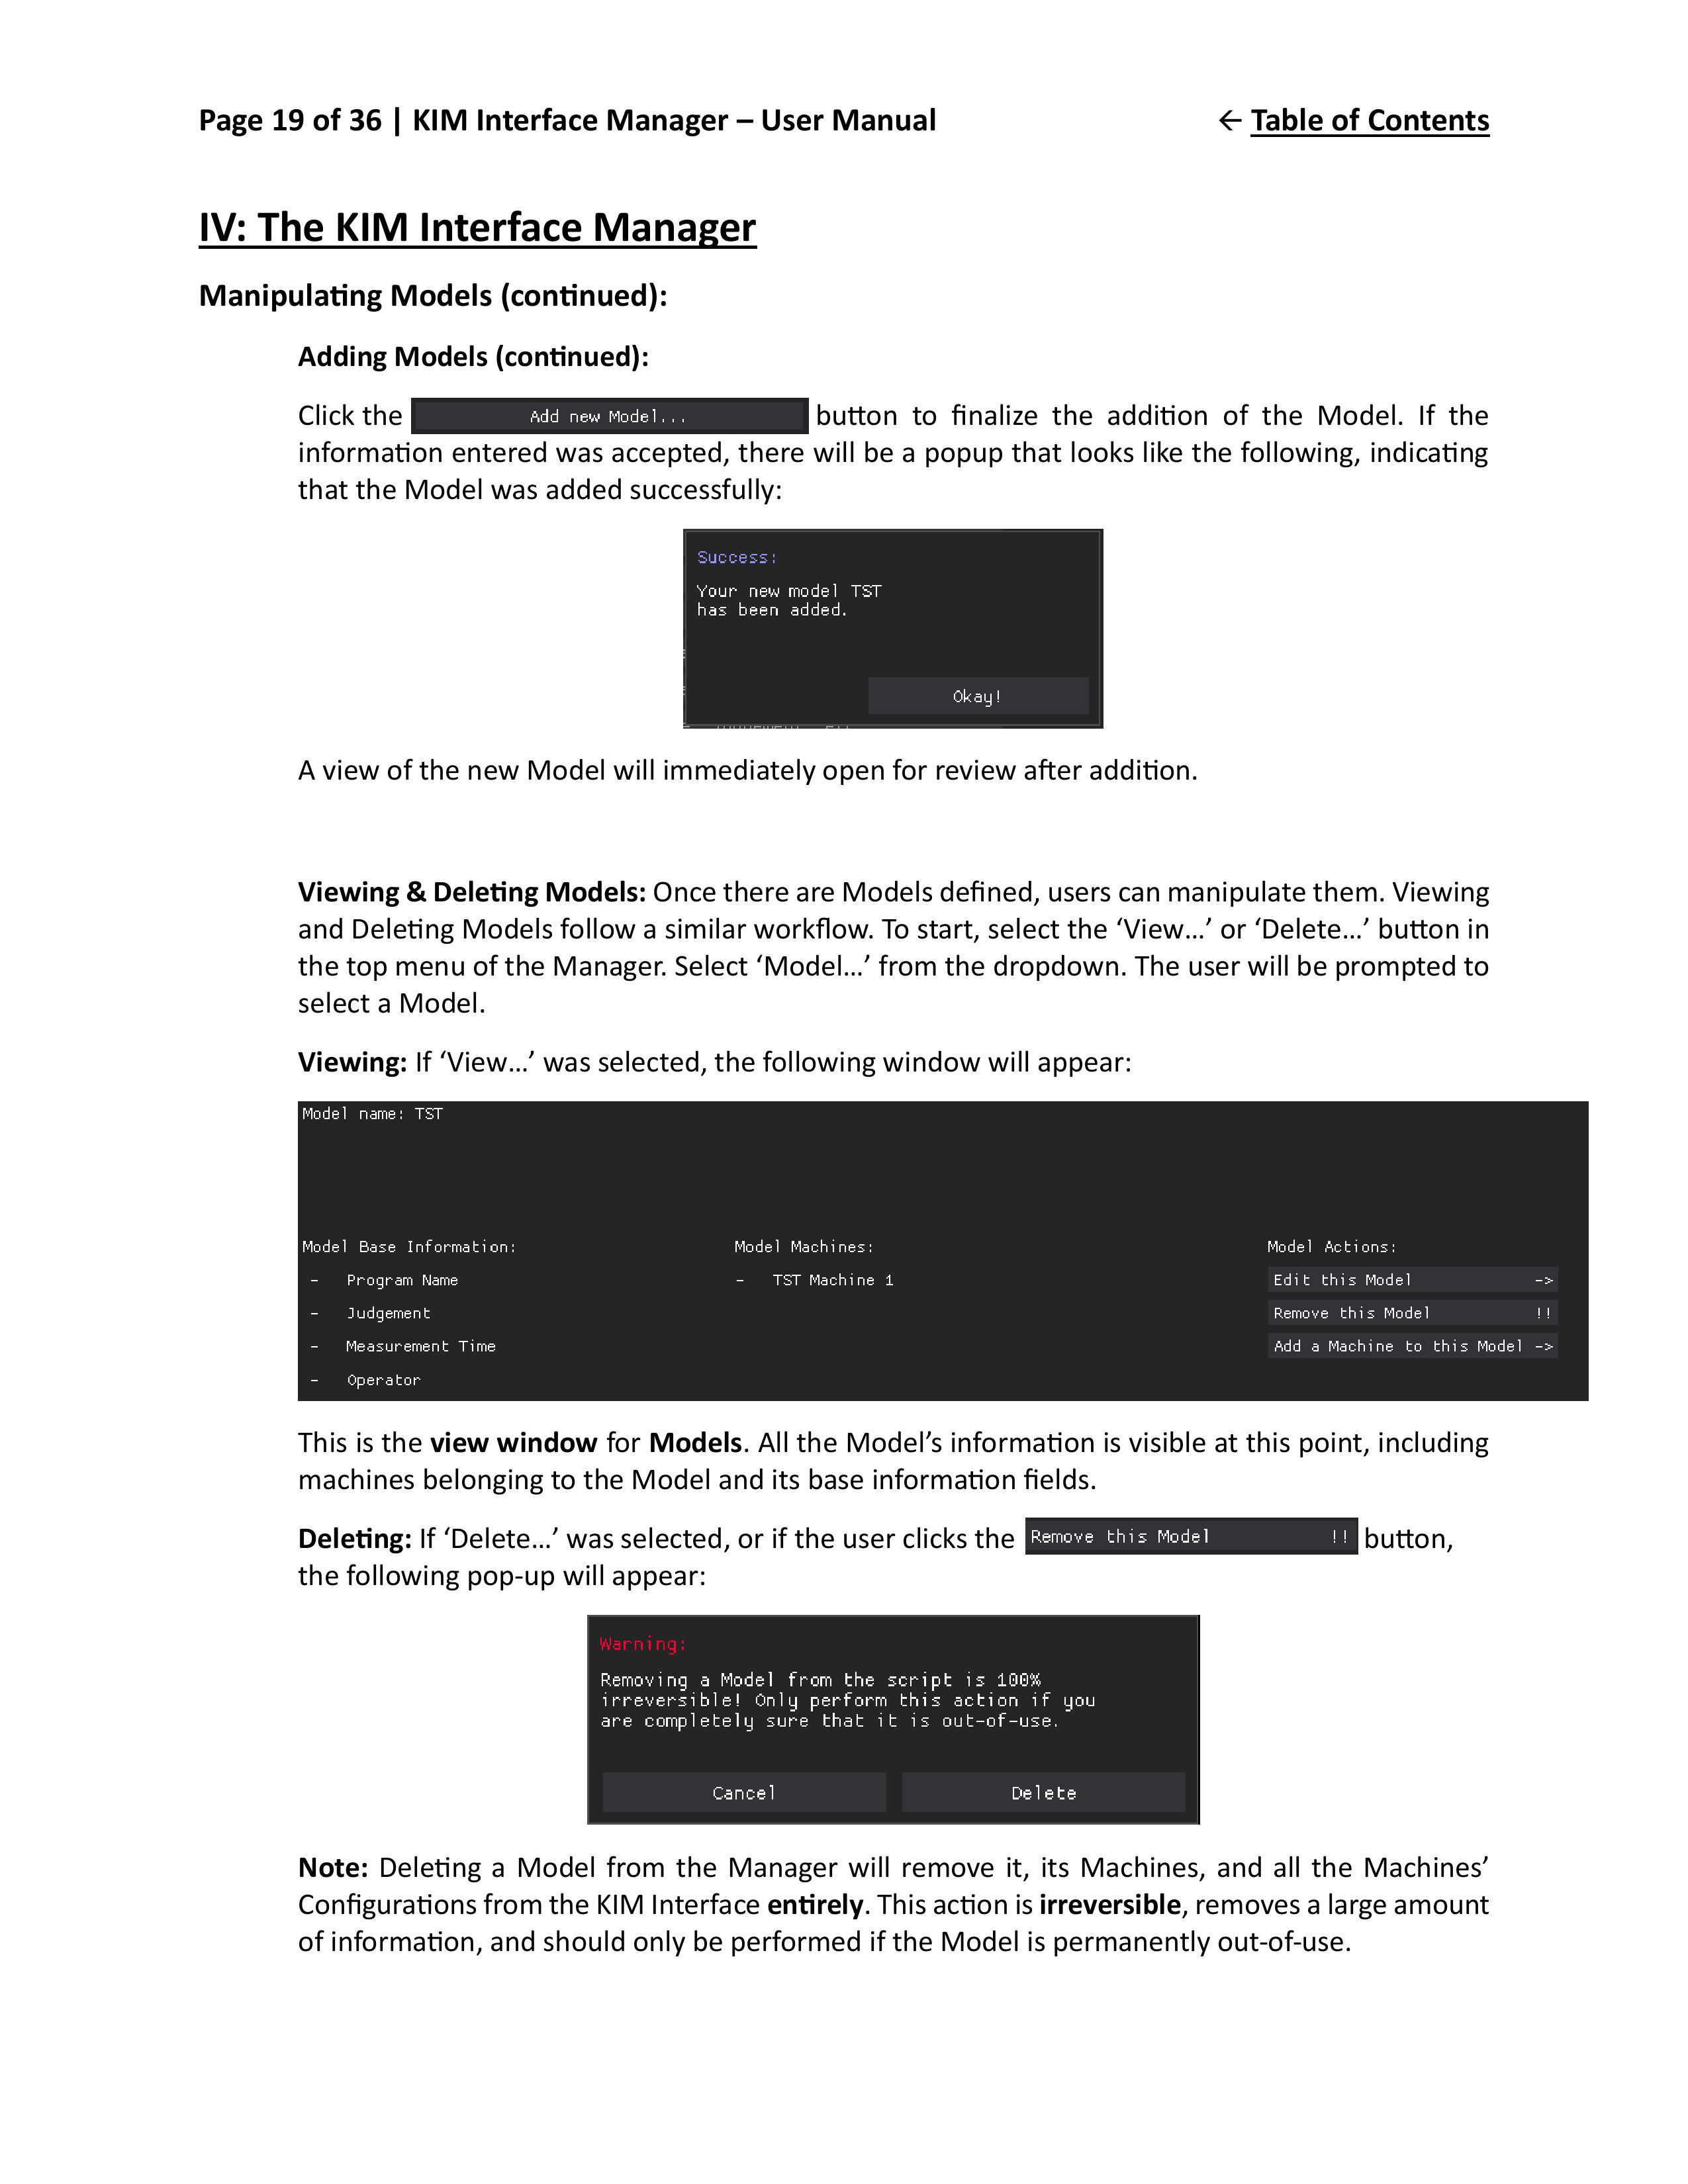 Page 19 of 36 | KIM Interface Manager – User Manual
← Table of Contents
IV: The KIM Interface Manager
Manipulating Models (continued):
Adding Models (continued):
Click the Add new Model... button to finalize the addition of the Model. If the
information entered was accepted, there will be a popup that looks like the following, indicating
that the Model was added successfully:
Success:
Your new model TST
has been added.
Okay!
A view of the new Model will immediately open for review after addition.
Viewing & Deleting Models: Once there are Models defined, users can manipulate them. Viewing
and Deleting Models follow a similar workflow. To start, select the ‘View…’ or ‘Delete…’ button in
the top menu of the Manager. Select ‘Model…’ from the dropdown. The user will be prompted to
select a Model.
Viewing: If ‘View…’ was selected, the following window will appear:
Model name: TST
Model Base Information:
- Program Name
- Judgement
- Measurement Time
- Operator
Model Machines:
- TST Machine 1
Model Actions:
Edit this Model ->
Remove this Model !!
Add a Machine to this Model ->
This is the view window for Models. All the Model’s information is visible at this point, including
machines belonging to the Model and its base information fields.
Deleting: If ‘Delete…’ was selected, or if the user clicks the Remove this Model !! button,
the following pop-up will appear:
Warning:
Removing a Model from the script is 100%
irreversible! Only perform this action if you
are completely sure that it is out-of-use.
Cancel
Delete
Note: Deleting a Model from the Manager will remove it, its Machines, and all the Machines’
Configurations from the KIM Interface entirely. This action is irreversible, removes a large amount
of information, and should only be performed if the Model is permanently out-of-use.